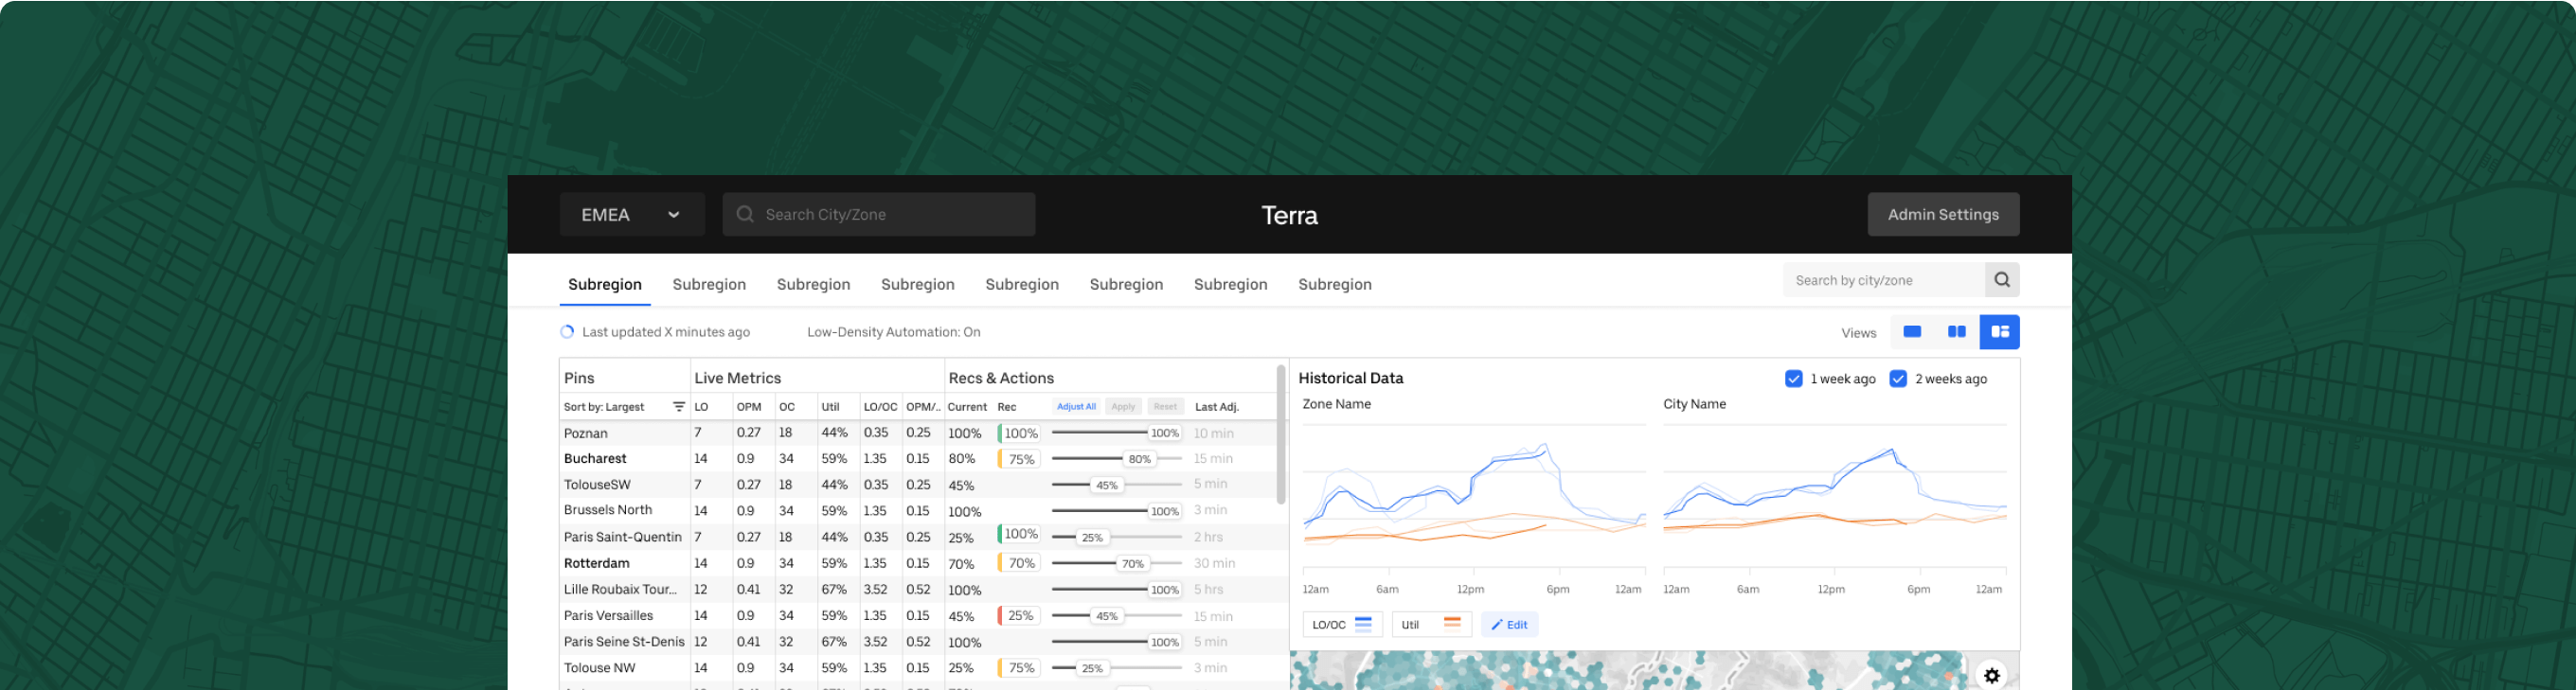 EMEA
Search City/Zone
Terra
Admin Settings
Subregion Subregion Subregion Subregion Subregion Subregion Subregion Subregion
Search by city/zone
Last updated X minutes ago
Low-Density Automation: On
Views
Pins Live Metrics Recs & Actions
Sort by: Largest LO OPM OC Util LO/OC OPM/.. Current Rec Adjust All Apply Reset Last Adj.
Poznan 7 0.27 18 44% 0.35 0.25 100% 100% 100% 10 min
Bucharest 14 0.9 34 59% 1.35 0.15 80% 75% 80% 15 min
TolouseSW 7 0.27 18 44% 0.35 0.25 45% 45% 5 min
Brussels North 14 0.9 34 59% 1.35 0.15 100% 100% 3 min
Paris Saint-Quentin 7 0.27 18 44% 0.35 0.25 25% 100% 25% 2 hrs
Rotterdam 14 0.9 34 59% 1.35 0.15 70% 70% 70% 30 min
Lille Roubaix Tour... 12 0.41 32 67% 3.52 0.52 100% 100% 5 hrs
Paris Versailles 14 0.9 34 59% 1.35 0.15 45% 25% 45% 15 min
Paris Seine St-Denis 12 0.41 32 67% 3.52 0.52 100% 100% 5 min
Tolouse NW 14 0.9 34 59% 1.35 0.15 25% 75% 25% 3 min
Historical Data
1 week ago
2 weeks ago
Zone Name
City Name
12am 6am 12pm 6pm 12am
12am 6am 12pm 6pm 12am
LO/OC
Util
Edit